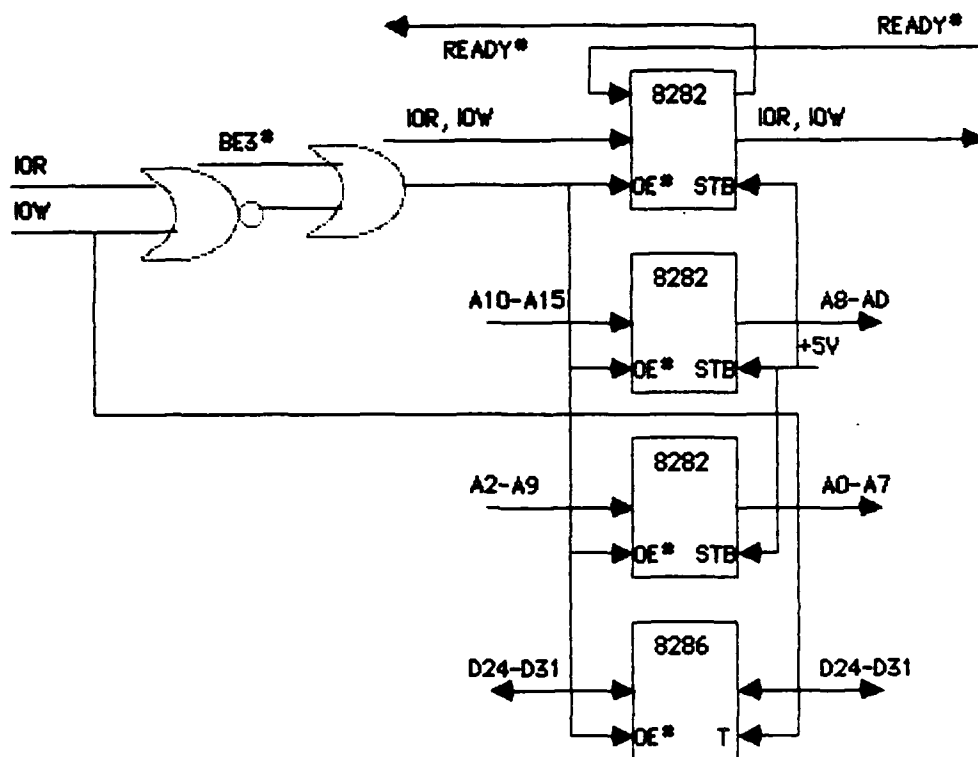 READY*
READY*
8282
IOR, IOW
IOR, IOW
BE3*
IOR
OE* STB
IOW
8282
A10-A15
A8-AD
+5V
OE* STB
8282
A2-A9
A0-A7
OE* STB
8286
D24-D31
D24-D31
OE* T